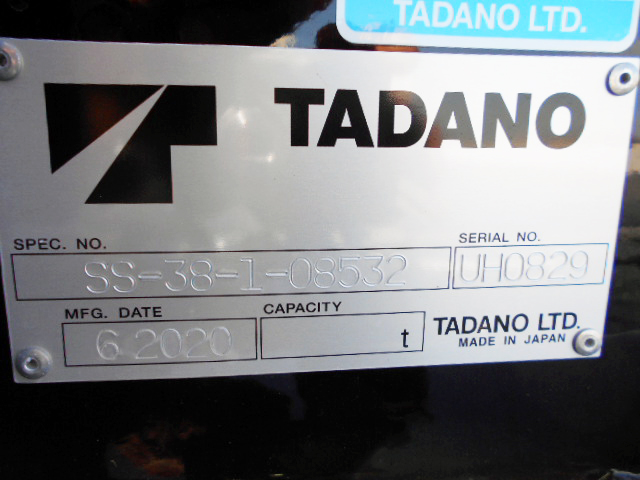 TADANO LTD.
TADANO
SPEC. NO.
SS-38-1-08532
SERIAL NO.
UH0829
MFG. DATE
6 2020
CAPACITY
t
TADANO LTD.
MADE IN JAPAN